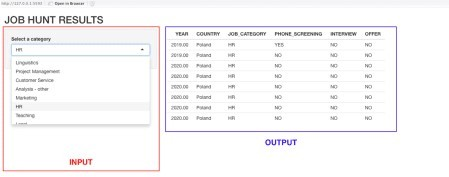 http://127.0.0.1:5593 Open in Browser
JOB HUNT RESULTS
Select a category
HR
Linguistics
Project Management
Customer Service
Analysis - other
Marketing
HR
Teaching
Legal
INPUT
YEAR COUNTRY JOB_CATEGORY PHONE_SCREENING INTERVIEW OFFER
2019.00 Poland HR YES NO NO
2019.00 Poland HR NO NO NO
2020.00 Poland HR NO NO NO
2020.00 Poland HR NO NO NO
2020.00 Poland HR NO NO NO
2020.00 Poland HR NO NO NO
2020.00 Poland HR NO NO NO
2020.00 Poland HR NO NO NO
OUTPUT